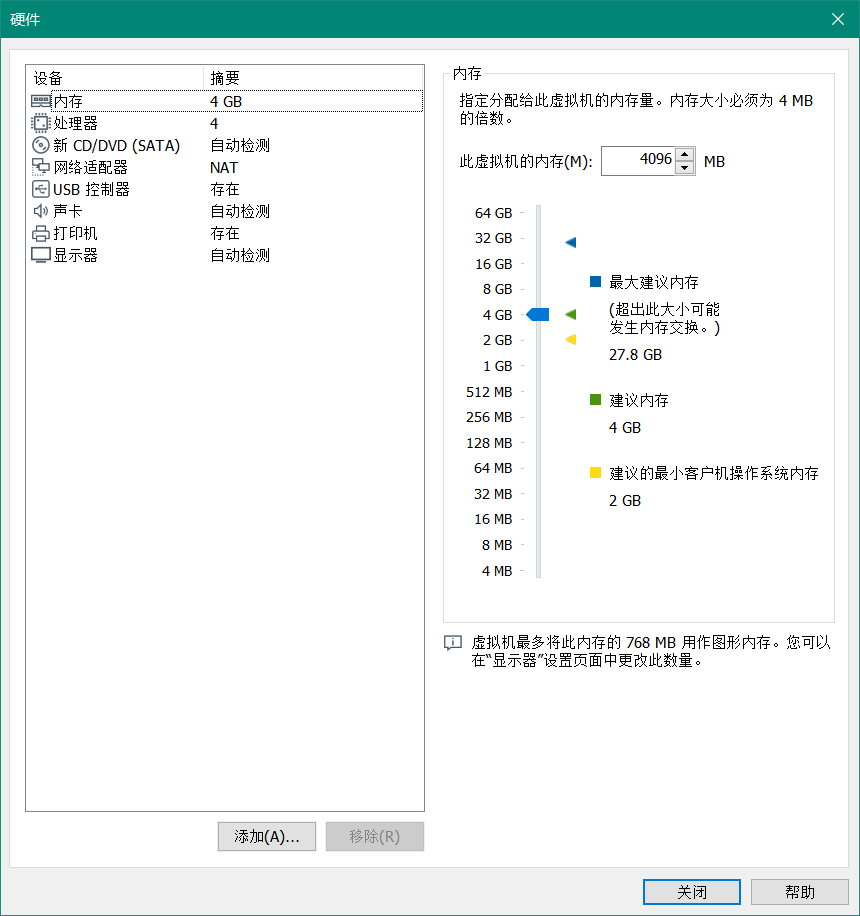 硬件
设备 摘要
内存 4 GB
处理器 4
新 CD/DVD (SATA) 自动检测
网络适配器 NAT
USB 控制器 存在
声卡 自动检测
打印机 存在
显示器 自动检测
添加(A)...
移除(R)
内存
指定分配给此虚拟机的内存量。内存大小必须为 4 MB
的倍数。
此虚拟机的内存(M): 4096 MB
64 GB
32 GB
16 GB
8 GB
4 GB
2 GB
1 GB
512 MB
256 MB
128 MB
64 MB
32 MB
16 MB
8 MB
4 MB
最大建议内存
(超出此大小可能
发生内存交换。)
27.8 GB
建议内存
4 GB
建议的最小客户机操作系统内存
2 GB
虚拟机最多将此内存的 768 MB 用作图形内存。您可以
在“显示器”设置页面中更改此数量。
关闭
帮助